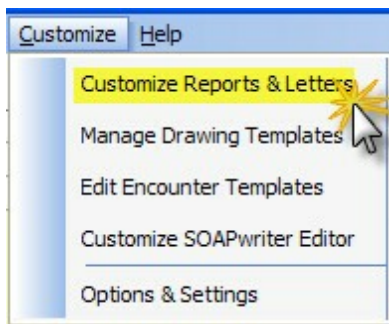 Customize Help
Customize Reports & Letters
Manage Drawing Templates
Edit Encounter Templates
Customize SOAPwriter Editor
Options & Settings